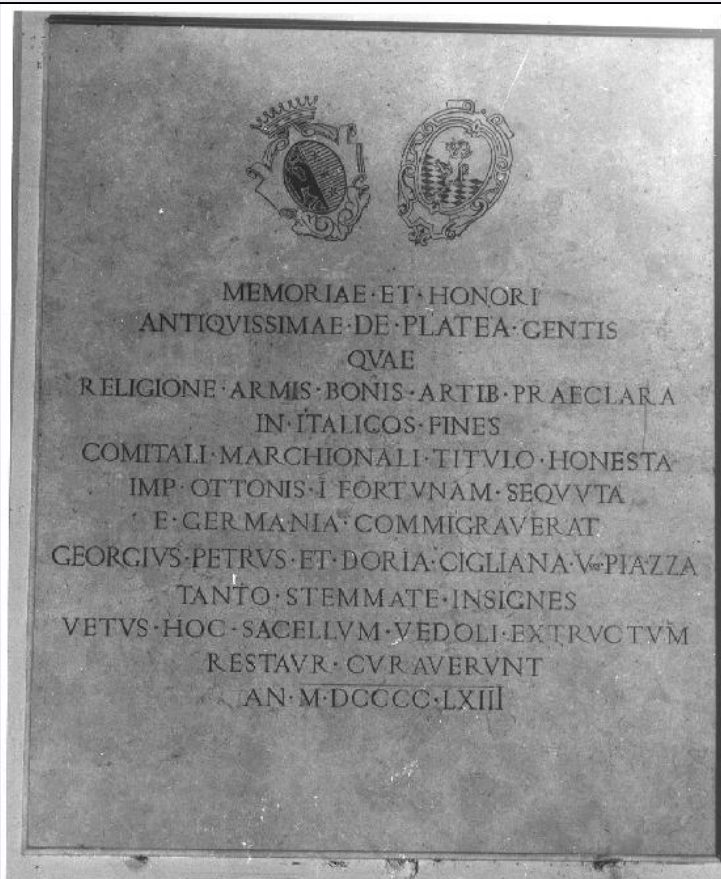 MEMORIAE·ET·HONORI
ANTIQVISSIMAE·DE·PLATEA·GENTIS
QVAE
RELIGIONE·ARMIS·BONIS·ARTIB·PRAECLARA
IN·ITALICOS·FINES
COMITALI·MARCHIONALI·TITVLO·HONESTA
IMP·OTTONIS·I·FORTVNAM·SEQVVTA
E·GERMANIA·COMMIGRAVERAT
GEORGIVS·PETRVS·ET·DORIA·CIGLIANA·PIAZZA
TANTO·STEMMATE·INSIGNES
VETVS·HOC·SACELLVM·VEDOLI·EXTRVCTVM
RESTAVR·CVRAVERVNT
AN·M·DCCCC·LXIII